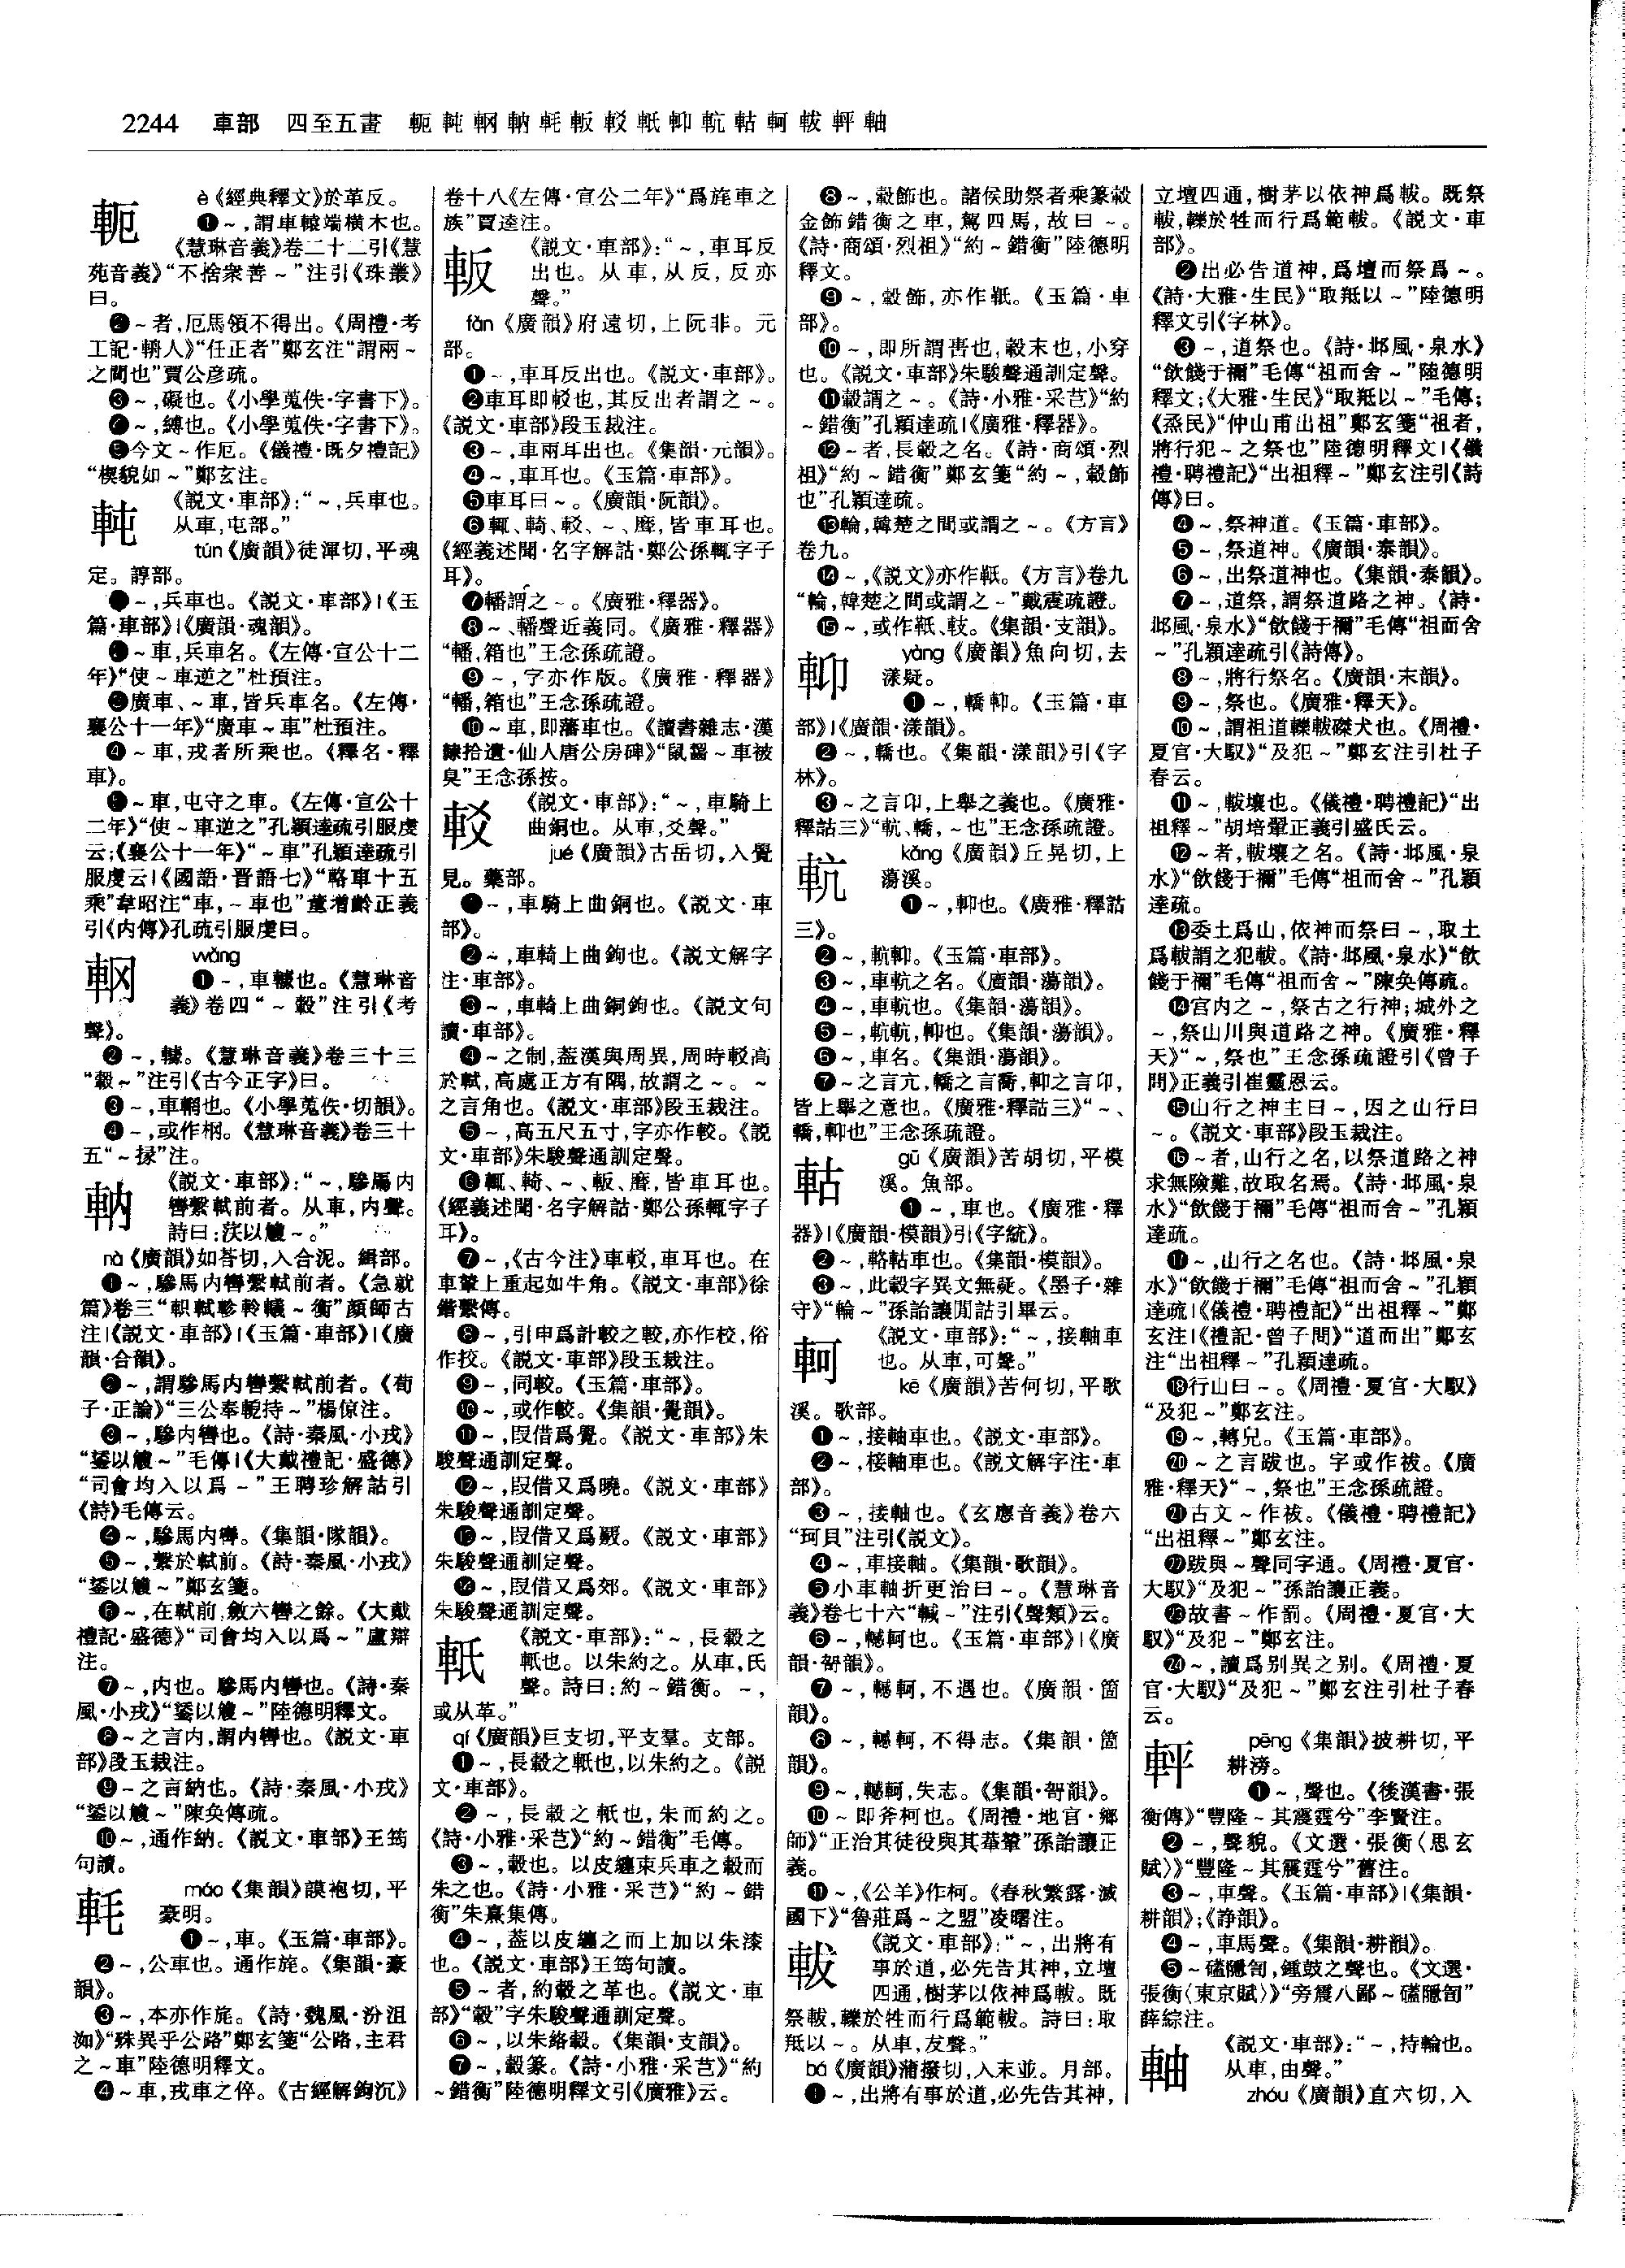 2244 車部 四至五畫 軛軘輞軜軞軬較軝軏軐軲軻軷軯軸
軛
è《經典釋文》於革反。
❶～,謂車轅端橫木也。
《慧琳音義》卷二十二引《慧
苑音義》“不捨衆善～”注引《珠叢》
曰。
❷～者,厄馬領不得出。《周禮·考
工記·輈人》“任正者”鄭玄注“謂兩～
之間也”賈公彦疏。
❸～,礙也。《小學蒐佚·字書下》。
❹～,縛也。《小學蒐佚·字書下》。
❺今文～作厄。《儀禮·既夕禮記》
“楔貌如～”鄭玄注。
軘
《説文·車部》:“～,兵車也。
从車,屯部。”
tún《廣韻》徒渾切,平魂
定。諄部。
❶～,兵車也。《説文·車部》|《玉
篇·車部》|《廣韻·魂韻》。
❷～車,兵車名。《左傳·宣公十二
年》“使～車逆之”杜預注。
❸廣車、～車,皆兵車名。《左傳·
襄公十一年》“廣車～車”杜預注。
❹～車,戎者所乘也。《釋名·釋
車》。
❺～車,屯守之車。《左傳·宣公十
二年》“使～車逆之”孔穎達疏引服虔
云;《襄公十一年》“～車”孔穎達疏引
服虔云|《國語·晋語七》“輅車十五
乘”韋昭注“車,～車也”董增齡正義
引《内傳》孔疏引服虔曰。
wǎng
❶～,車轣也。《慧琳音
義》卷四“～轂”注引《考
聲》。
❷～,轣。《慧琳音義》卷三十三
“轂～”注引《古今正字》曰。
❸～,車輞也。《小學蒐佚·切韻》。
❹～,或作棢。《慧琳音義》卷三十
五“～捸”注。
軜
《説文·車部》:“～,驂馬内
轡繫軾前者。从車,内聲。
詩曰:㳄以觼～。”
nà《廣韻》如荅切,入合泥。緝部。
❶～,驂馬内轡繫軾前者。《急就
篇》卷三“軹軾軫軨轙～衡”顔師古
注|《説文·車部》|《玉篇·車部》|《廣
韻·合韻》。
❷～,謂驂馬内轡繫軾前者。《荀
子·正論》“三公奉軶持～”楊倞注。
❸～,驂内轡也。《詩·秦風·小戎》
“鋈以觼～”毛傳|《大戴禮記·盛德》
“司會均入以爲～”王聘珍解詁引
《詩》毛傳云。
❹～,驂馬内轡。《集韻·隊韻》。
❺～,繫於軾前。《詩·秦風·小戎》
“鋈以觼～”鄭玄箋。
❻～,在軾前,斂六轡之餘。《大戴
禮記·盛德》“司會均入以爲～”盧辯
注。
❼～,内也。驂馬内轡也。《詩·秦
風·小戎》“鋈以觼～”陸德明釋文。
❽～之言内,謂内轡也。《説文·車
部》段玉裁注。
❾～之言納也。《詩·秦風·小戎》
“鋈以觼～”陳奂傳疏。
❿～,通作納。《説文·車部》王筠
句讀。
軞
máo《集韻》謨袍切,平
豪明。
❶～,車。《玉篇·車部》。
❷～,公車也。通作旄。《集韻·豪
韻》。
❸～,本亦作旄。《詩·魏風·汾沮
洳》“殊異乎公路”鄭玄箋“公路,主君
之～車”陸德明釋文。
❹～車,戎車之倅。《古經解鉤沉》
卷十八《左傳·宣公二年》“爲旄車之
族”賈逵注。
《説文·車部》:“～,車耳反
出也。从車,从反,反亦
聲。”
fǎn《廣韻》府遠切,上阮非。元
部。
❶～,車耳反出也。《説文·車部》。
❷車耳即軗也,其反出者謂之～。
《説文·車部》段玉裁注。
❸～,車兩耳出也。《集韻·元韻》。
❹～,車耳也。《玉篇·車部》。
❺車耳曰～。《廣韻·阮韻》。
❻輒、輢、較、～、䡢,皆車耳也。
《經義述聞·名字解詁·鄭公孫輒字子
耳》。
❼轓謂之～。《廣雅·釋器》。
❽～、轓聲近義同。《廣雅·釋器》
“轓,箱也”王念孫疏證。
❾～,字亦作版。《廣雅·釋器》
“轓,箱也”王念孫疏證。
❿～車,即藩車也。《讀書雜志·漢
隸拾遺·仙人唐公房碑》“鼠齧～車被
臭”王念孫按。
《説文·車部》:“～,車騎上
曲銅也。从車,爻聲。”
jué《廣韻》古岳切,入覺
見。藥部。
❶～,車騎上曲銅也。《説文·車
部》。
❷～,車輢上曲鉤也。《説文解字
注·車部》。
❸～,車輢上曲銅鉤也。《説文句
讀·車部》。
❹～之制,蓋漢與周異,周時較高
於軾,高處正方有隅,故謂之～。～
之言角也。《説文·車部》段玉裁注。
❺～,高五尺五寸,字亦作較。《説
文·車部》朱駿聲通訓定聲。
❻輒、輢、～、軬、䡢,皆車耳也。
《經義述聞·名字解詁·鄭公孫輒字子
耳》。
❼～,《古今注》車較,車耳也。在
車輦上重起如牛角。《説文·車部》徐
鍇繫傳。
❽～,引申爲計較之較,亦作校,俗
作挍。《説文·車部》段玉裁注。
❾～,同較。《玉篇·車部》。
❿～,或作較。《集韻·覺韻》。
⓫～,叚借爲覺。《説文·車部》朱
駿聲通訓定聲。
⓬～,叚借又爲曉。《説文·車部》
朱駿聲通訓定聲。
⓭～,叚借又爲覈。《説文·車部》
朱駿聲通訓定聲。
⓮～,叚借又爲郊。《説文·車部》
朱駿聲通訓定聲。
軝
《説文·車部》:“～,長轂之
軝也。以朱約之。从車,氏
聲。詩曰:約～錯衡。～,
或从革。”
qí《廣韻》巨支切,平支羣。支部。
❶～,長轂之軝也,以朱約之。《説
文·車部》。
❷～,長轂之軝也,朱而約之。
《詩·小雅·采芑》“約～錯衡”毛傳。
❸～,轂也。以皮纏束兵車之轂而
朱之也。《詩·小雅·采芑》“約～錯
衡”朱熹集傳。
❹～,蓋以皮纏之而上加以朱漆
也。《説文·車部》王筠句讀。
❺～者,約轂之革也。《説文·車
部》“轂”字朱駿聲通訓定聲。
❻～,以朱絡轂。《集韻·支韻》。
❼～,轂篆。《詩·小雅·采芑》“約
～錯衡”陸德明釋文引《廣雅》云。
❽～,轂飾也。諸侯助祭者乘篆轂
金飾錯衡之車,駕四馬,故曰～。
《詩·商頌·烈祖》“約～錯衡”陸德明
釋文。
❾～,轂飾,亦作軝。《玉篇·車
部》。
❿～,即所謂軎也,轂末也,小穿
也。《説文·車部》朱駿聲通訓定聲。
⓫轂謂之～。《詩·小雅·采芑》“約
～錯衡”孔穎達疏|《廣雅·釋器》。
⓬～者,長轂之名。《詩·商頌·烈
祖》“約～錯衡”鄭玄箋“約～,轂飾
也”孔穎達疏。
⓭輪,韓楚之間或謂之～。《方言》
卷九。
⓮～,《説文》亦作䡋。《方言》卷九
“輪,韓楚之間或謂之～”戴震疏證。
⓯～,或作䡋、䡋。《集韻·支韻》。
yàng《廣韻》魚向切,去
漾疑。
❶～,轎䡊。《玉篇·車
部》|《廣韻·漾韻》。
❷～,轎也。《集韻·漾韻》引《字
林》。
❸～之言卬,上舉之義也。《廣雅·
釋詁三》“䡉、轎,～也”王念孫疏證。
kǎng《廣韻》丘晃切,上
蕩溪。
❶～,䡊也。《廣雅·釋詁
三》。
❷～,䡉䡊。《玉篇·車部》。
❸～,車䡉之名。《廣韻·蕩韻》。
❹～,車䡉也。《集韻·蕩韻》。
❺～,䡉䡉,䡊也。《集韻·蕩韻》。
❻～,車名。《集韻·蕩韻》。
❼～之言亢,轎之言喬,䡊之言卬,
皆上舉之意也。《廣雅·釋詁三》“～、
轎,䡊也”王念孫疏證。
軲
gū《廣韻》苦胡切,平模
溪。魚部。
❶～,車也。《廣雅·釋
器》|《廣韻·模韻》引《字統》。
❷～,輅軲車也。《集韻·模韻》。
❸～,此轂字異文無疑。《墨子·雜
守》“輪～”孫詒讓閒詁引畢云。
軻
《説文·車部》:“～,接軸車
也。从車,可聲。”
kē《廣韻》苦何切,平歌
溪。歌部。
❶～,接軸車也。《説文·車部》。
❷～,接軸車也。《説文解字注·車
部》。
❸～,接軸也。《玄應音義》卷六
“珂貝”注引《説文》。
❹～,車接軸。《集韻·歌韻》。
❺小車軸折更治曰～。《慧琳音
義》卷七十六“轗～”注引《聲類》云。
❻～,轗軻也。《玉篇·車部》|《廣
韻·哿韻》。
❼～,轗軻,不遇也。《廣韻·箇
韻》。
❽～,轗軻,不得志。《集韻·箇
韻》。
❾～,轗軻,失志。《集韻·哿韻》。
❿～即斧柯也。《周禮·地官·鄉
師》“正治其徒役與其輂輦”孫詒讓正
義。
⓫～,《公羊》作柯。《春秋繁露·滅
國下》“魯莊爲～之盟”凌曙注。
軷
《説文·車部》:“～,出將有
事於道,必先告其神,立壇
四通,樹茅以依神爲軷。既
祭軷,轢於牲而行爲範軷。詩曰:取
羝以～。从車,犮聲。”
bá《廣韻》蒲撥切,入末並。月部。
❶～,出將有事於道,必先告其神,
立壇四通,樹茅以依神爲軷。既祭
軷,轢於牲而行爲範軷。《説文·車
部》。
❷出必告道神,爲壇而祭爲～。
《詩·大雅·生民》“取羝以～”陸德明
釋文引《字林》。
❸～,道祭也。《詩·邶風·泉水》
“飲餞于禰”毛傳“祖而舍～”陸德明
釋文;《大雅·生民》“取羝以～”毛傳;
《烝民》“仲山甫出祖”鄭玄箋“祖者,
將行犯～之祭也”陸德明釋文|《儀
禮·聘禮記》“出祖釋～”鄭玄注引《詩
傳》曰。
❹～,祭神道。《玉篇·車部》。
❺～,祭道神。《廣韻·泰韻》。
❻～,出祭道神也。《集韻·泰韻》。
❼～,道祭,謂祭道路之神。《詩·
邶風·泉水》“飲餞于禰”毛傳“祖而舍
～”孔穎達疏引《詩傳》。
❽～,將行祭名。《廣韻·末韻》。
❾～,祭也。《廣雅·釋天》。
❿～,謂祖道轢軷磔犬也。《周禮·
夏官·大馭》“及犯～”鄭玄注引杜子
春云。
⓫～,軷壤也。《儀禮·聘禮記》“出
祖釋～”胡培翬正義引盛氏云。
⓬～者,軷壤之名。《詩·邶風·泉
水》“飲餞于禰”毛傳“祖而舍～”孔穎
達疏。
⓭委土爲山,依神而祭曰～,取土
爲軷謂之犯軷。《詩·邶風·泉水》“飲
餞于禰”毛傳“祖而舍～”陳奂傳疏。
⓮宫内之～,祭古之行神;城外之
～,祭山川與道路之神。《廣雅·釋
天》“～,祭也”王念孫疏證引《曾子
問》正義引崔靈恩云。
⓯山行之神主曰～,因之山行曰
～。《説文·車部》段玉裁注。
⓰～者,山行之名,以祭道路之神
求無險難,故取名焉。《詩·邶風·泉
水》“飲餞于禰”毛傳“祖而舍～”孔穎
達疏。
⓱～,山行之名也。《詩·邶風·泉
水》“飲餞于禰”毛傳“祖而舍～”孔穎
達疏|《儀禮·聘禮記》“出祖釋～”鄭
玄注|《禮記·曾子問》“道而出”鄭玄
注“出祖釋～”孔穎達疏。
⓲行山曰～。《周禮·夏官·大馭》
“及犯～”鄭玄注。
⓳～,轉皃。《玉篇·車部》。
⓴～之言跋也。字或作祓。《廣
雅·釋天》“～,祭也”王念孫疏證。
㉑古文～作祓。《儀禮·聘禮記》
“出祖釋～”鄭玄注。
㉒跋與～聲同字通。《周禮·夏官·
大馭》“及犯～”孫詒讓正義。
㉓故書～作罰。《周禮·夏官·大
馭》“及犯～”鄭玄注。
㉔～,讀爲别異之别。《周禮·夏
官·大馭》“及犯～”鄭玄注引杜子春
云。
軯
pēng《集韻》披耕切,平
耕滂。
❶～,聲也。《後漢書·張
衡傳》“豐隆～其震霆兮”李賢注。
❷～,聲貌。《文選·張衡〈思玄
賦〉》“豐隆～其震霆兮”舊注。
❸～,車聲。《玉篇·車部》|《集韻·
耕韻》;《諍韻》。
❹～,車馬聲。《集韻·耕韻》。
❺～磕隱訇,鍾鼓之聲也。《文選·
張衡〈東京賦〉》“旁震八鄙～磕隱訇”
薛綜注。
軸
《説文·車部》:“～,持輪也。
从車,由聲。”
zhóu《廣韻》直六切,入